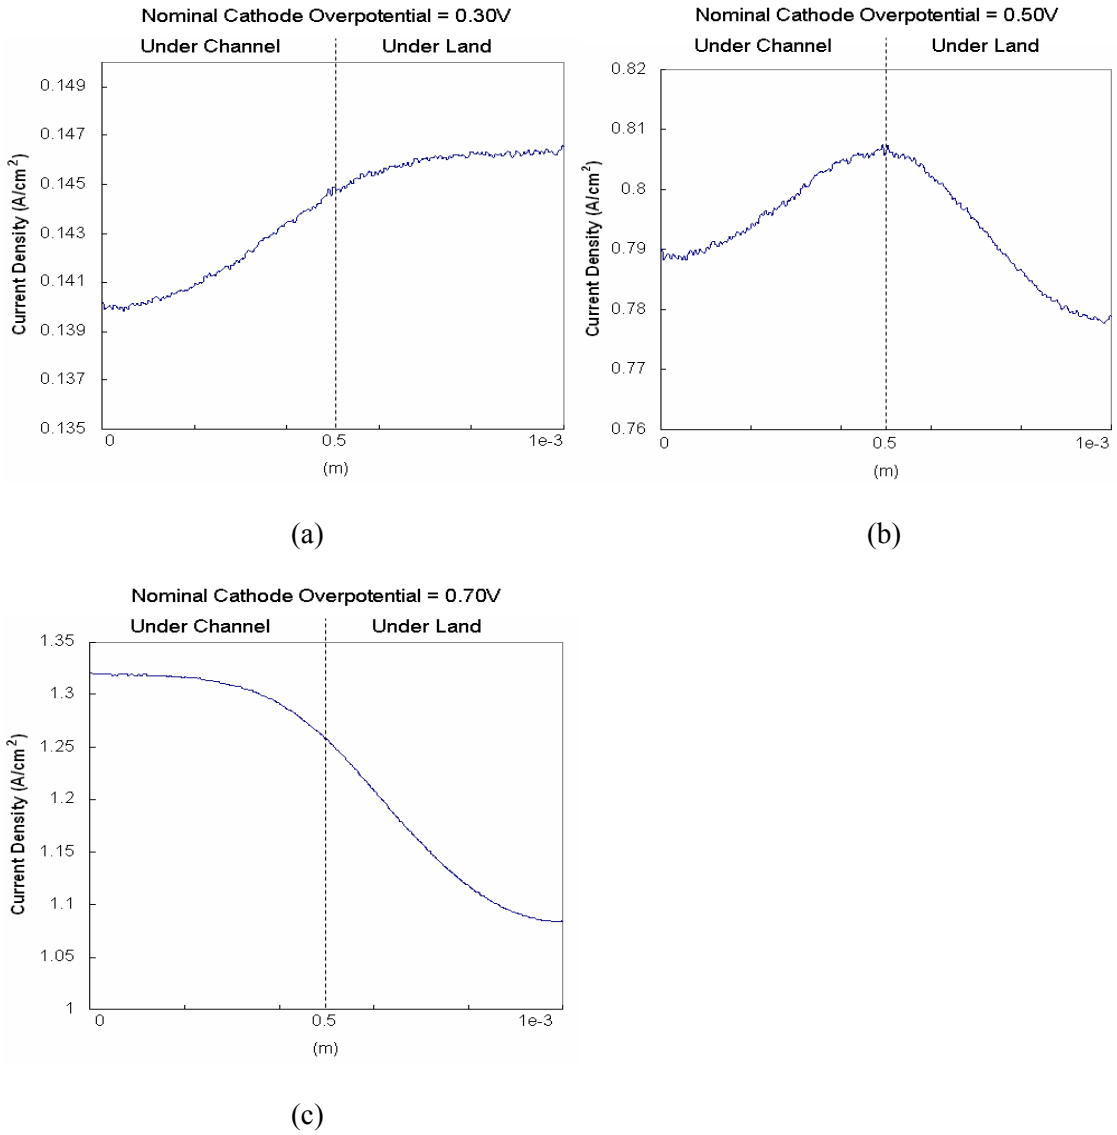 Nominal Cathode Overpotential = 0.30V
Under Channel Under Land
0.149
0.147
0.145
0.143
0.141
0.139
0.137
0.135
Current Density (A/cm²)
0 0.5 1e-3
(m)
(a)
Nominal Cathode Overpotential = 0.50V
Under Channel Under Land
0.82
0.81
0.8
0.79
0.78
0.77
0.76
Current Density (A/cm²)
0 0.5 1e-3
(m)
(b)
Nominal Cathode Overpotential = 0.70V
Under Channel Under Land
1.35
1.3
1.25
1.2
1.15
1.1
1.05
1
Current Density (A/cm²)
0 0.5 1e-3
(m)
(c)